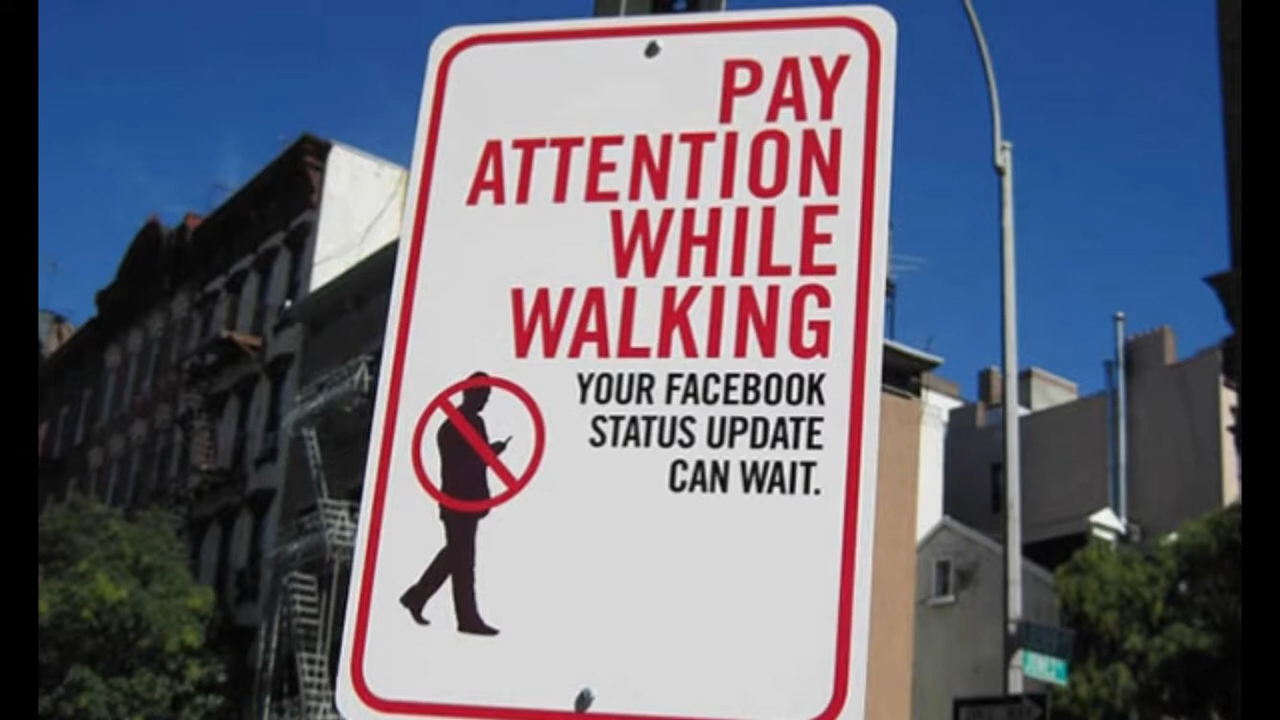 PAY
ATTENTION
WHILE
WALKING
YOUR FACEBOOK
STATUS UPDATE
CAN WAIT.